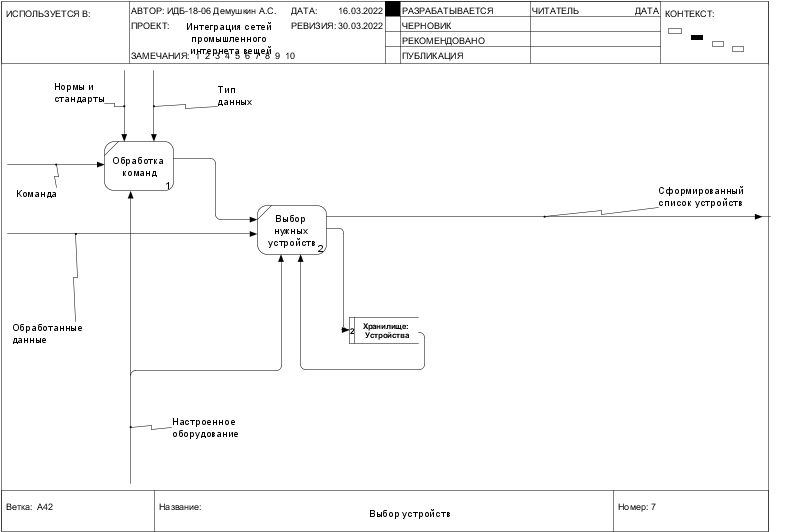 ИСПОЛЬЗУЕТСЯ В:
АВТОР: ИДБ-18-06 Демушкин А.С.
ДАТА: 16.03.2022
РЕВИЗИЯ: 30.03.2022
ПРОЕКТ: Интеграция сетей
промышленного
интернета вещей
ЗАМЕЧАНИЯ: 1 2 3 4 5 6 7 8 9 10
РАЗРАБАТЫВАЕТСЯ
ЧЕРНОВИК
РЕКОМЕНДОВАНО
ПУБЛИКАЦИЯ
ЧИТАТЕЛЬ ДАТА
КОНТЕКСТ:
Нормы и
стандарты
Тип
данных
Обработка
команд
1
Команда
Сформированный
список устройств
Выбор
нужных
устройств
2
Обработанные
данные
2
Хранилище:
Устройства
Настроенное
оборудование
Ветка: А42
Название:
Выбор устройств
Номер: 7